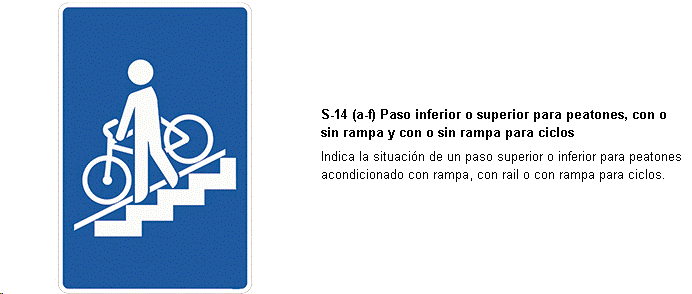 S-14 (a-f) Paso inferior o superior para peatones, con o
sin rampa y con o sin rampa para ciclos
Indica la situación de un paso superior o inferior para peatones
acondicionado con rampa, con rail o con rampa para ciclos.